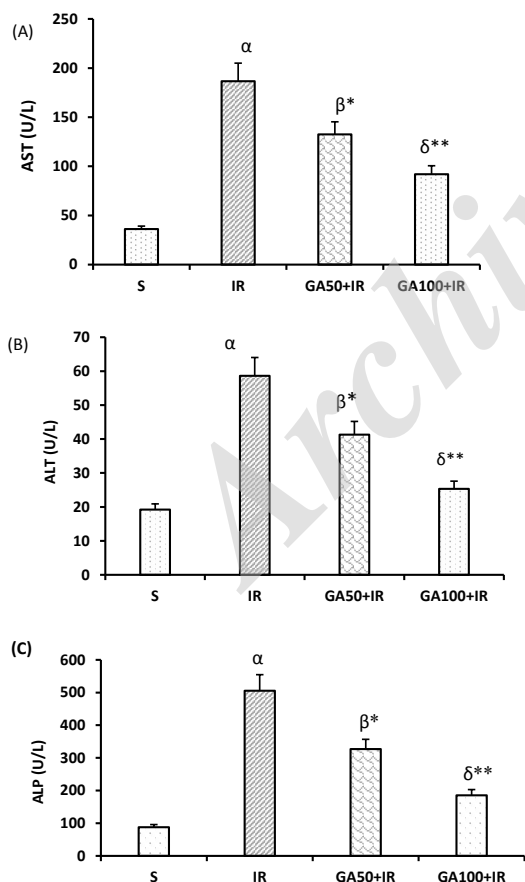 (A)
α
β*
δ**
250
200
150
100
50
0
AST (U/L)
S IR GA50+IR GA100+IR
(B)
α
β*
δ**
70
60
50
40
30
20
10
0
ALT (U/L)
S IR GA50+IR GA100+IR
(C)
α
β*
δ**
600
500
400
300
200
100
0
ALP (U/L)
S IR GA50+IR GA100+IR
Archi